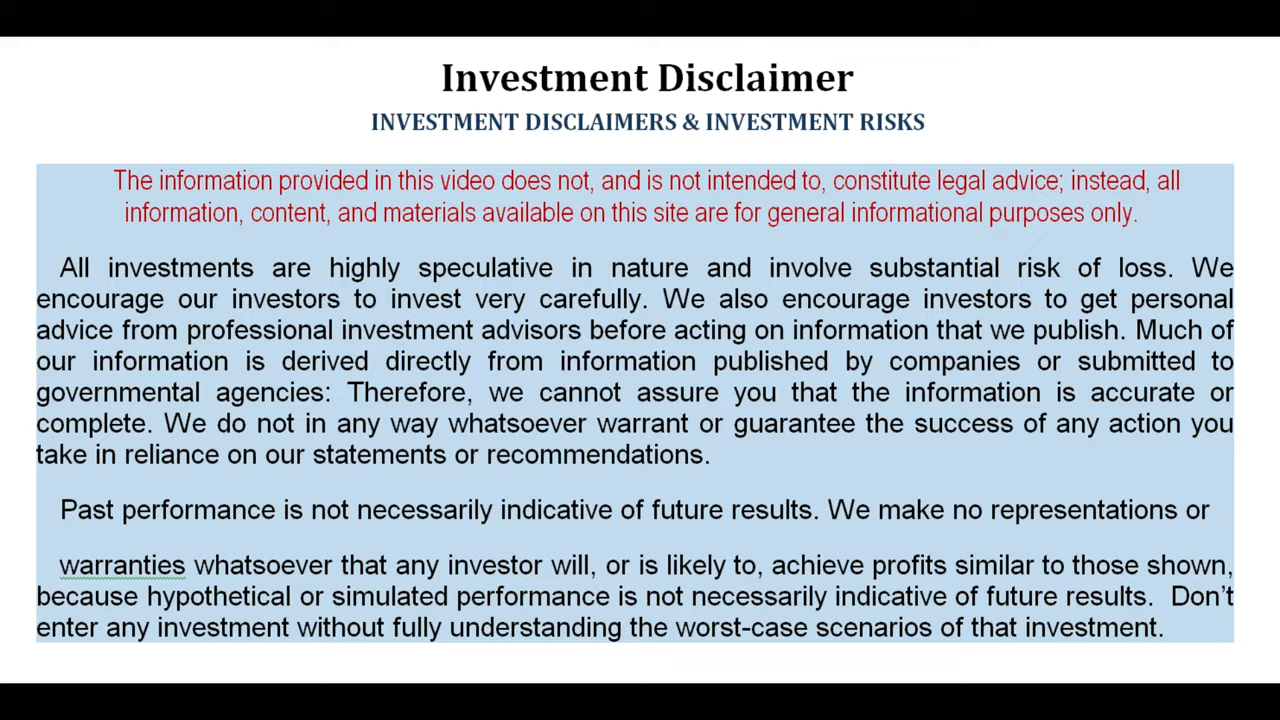 Investment Disclaimer
INVESTMENT DISCLAIMERS & INVESTMENT RISKS
The information provided in this video does not, and is not intended to, constitute legal advice; instead, all
information, content, and materials available on this site are for general informational purposes only.
All investments are highly speculative in nature and involve substantial risk of loss. We
encourage our investors to invest very carefully. We also encourage investors to get personal
advice from professional investment advisors before acting on information that we publish. Much of
our information is derived directly from information published by companies or submitted to
governmental agencies: Therefore, we cannot assure you that the information is accurate or
complete. We do not in any way whatsoever warrant or guarantee the success of any action you
take in reliance on our statements or recommendations.
Past performance is not necessarily indicative of future results. We make no representations or
warranties whatsoever that any investor will, or is likely to, achieve profits similar to those shown,
because hypothetical or simulated performance is not necessarily indicative of future results.  Don’t
enter any investment without fully understanding the worst-case scenarios of that investment.